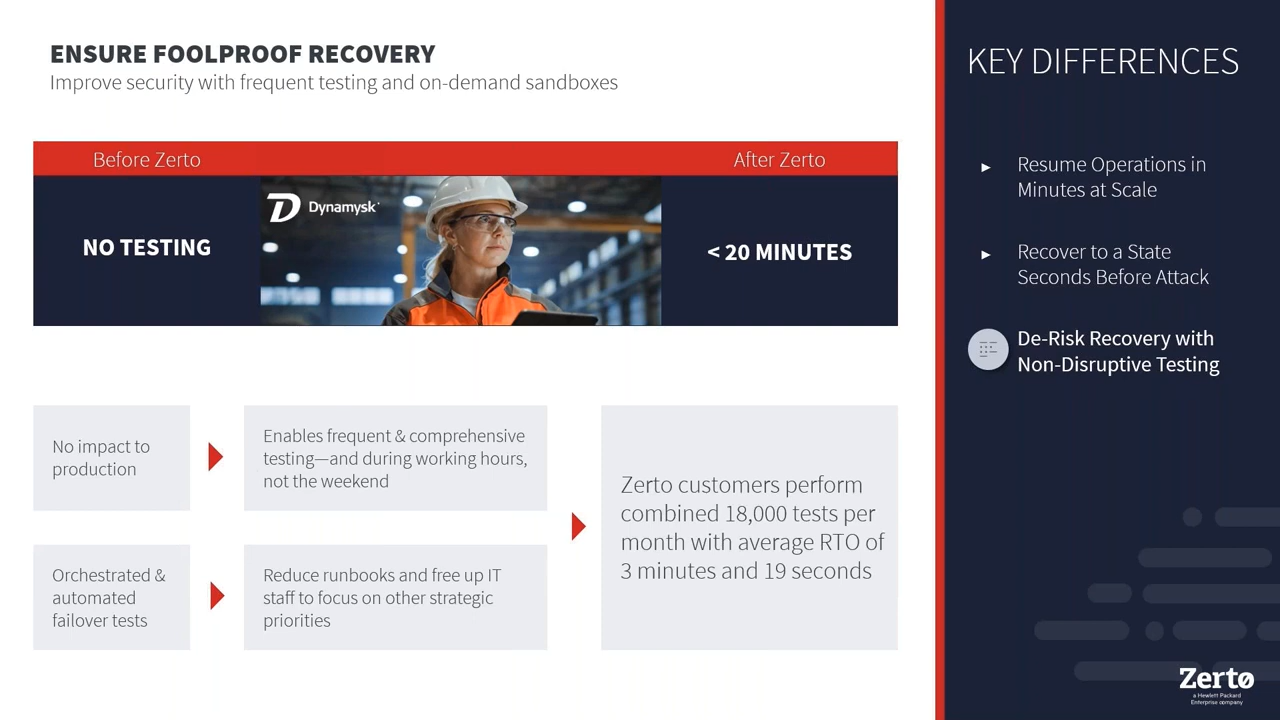 ENSURE FOOLPROOF RECOVERY
Improve security with frequent testing and on-demand sandboxes
Before Zerto
After Zerto
NO TESTING
Dynamysk
< 20 MINUTES
No impact to
production
Enables frequent & comprehensive
testing—and during working hours,
not the weekend
Orchestrated &
automated
failover tests
Reduce runbooks and free up IT
staff to focus on other strategic
priorities
Zerto customers perform
combined 18,000 tests per
month with average RTO of
3 minutes and 19 seconds
KEY DIFFERENCES
Resume Operations in
Minutes at Scale
Recover to a State
Seconds Before Attack
De-Risk Recovery with
Non-Disruptive Testing
Zerto
a Hewlett Packard
Enterprise company